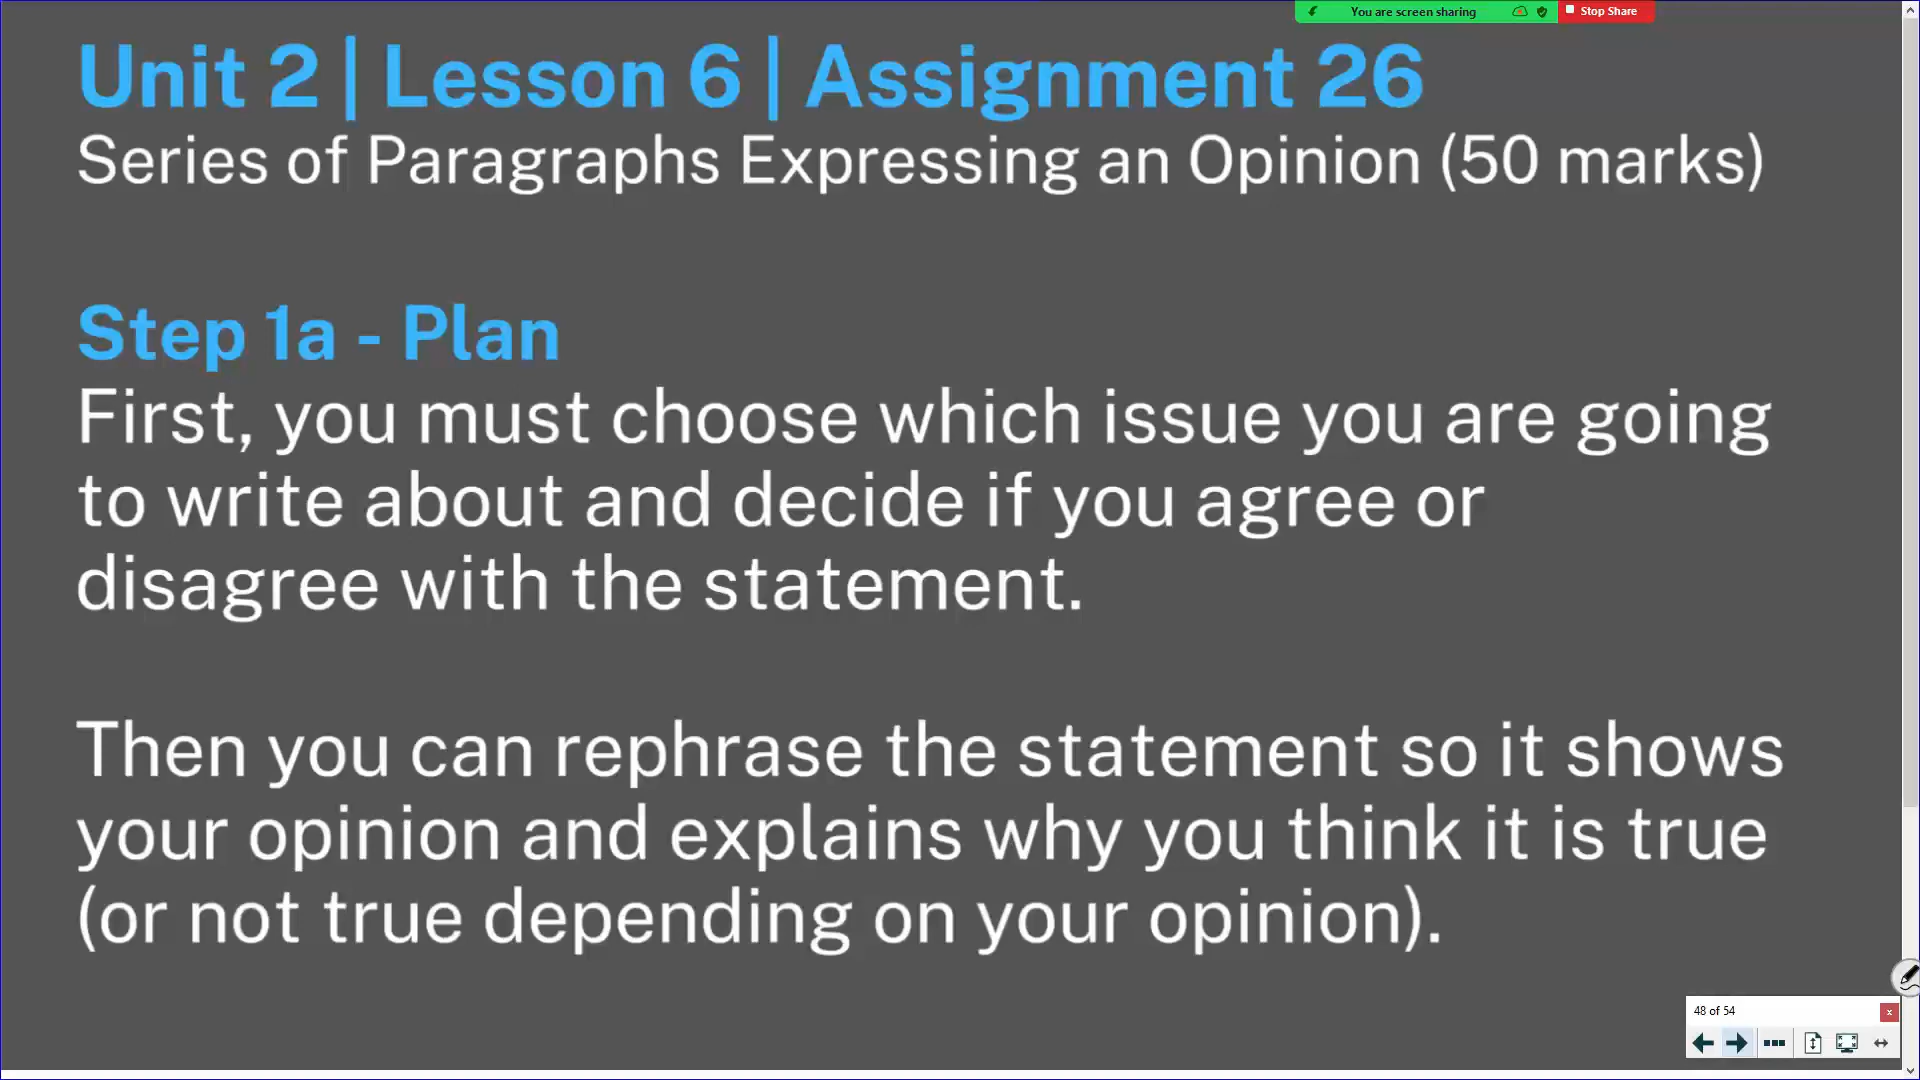 You are screen sharing
Stop Share
Unit 2 | Lesson 6 | Assignment 26
Series of Paragraphs Expressing an Opinion (50 marks)
Step 1a - Plan
First, you must choose which issue you are going
to write about and decide if you agree or
disagree with the statement.
Then you can rephrase the statement so it shows
your opinion and explains why you think it is true
(or not true depending on your opinion).
48 of 54